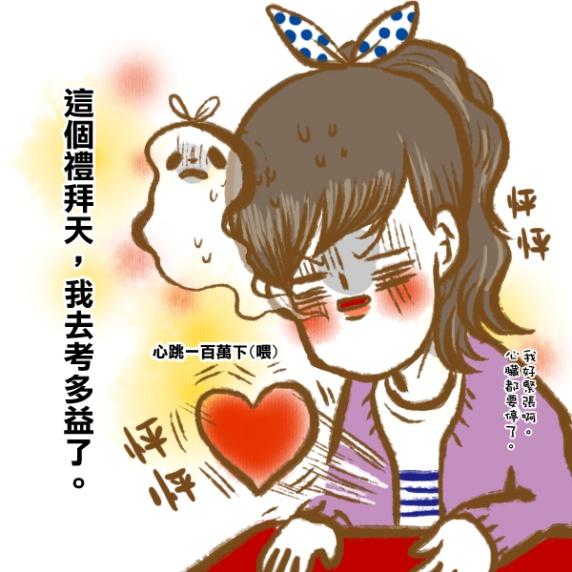 這個禮拜天，我去考多益了。
心跳一百萬下(喂)
怦
怦
我好緊張啊。
心臟都要停了。
怦
怦